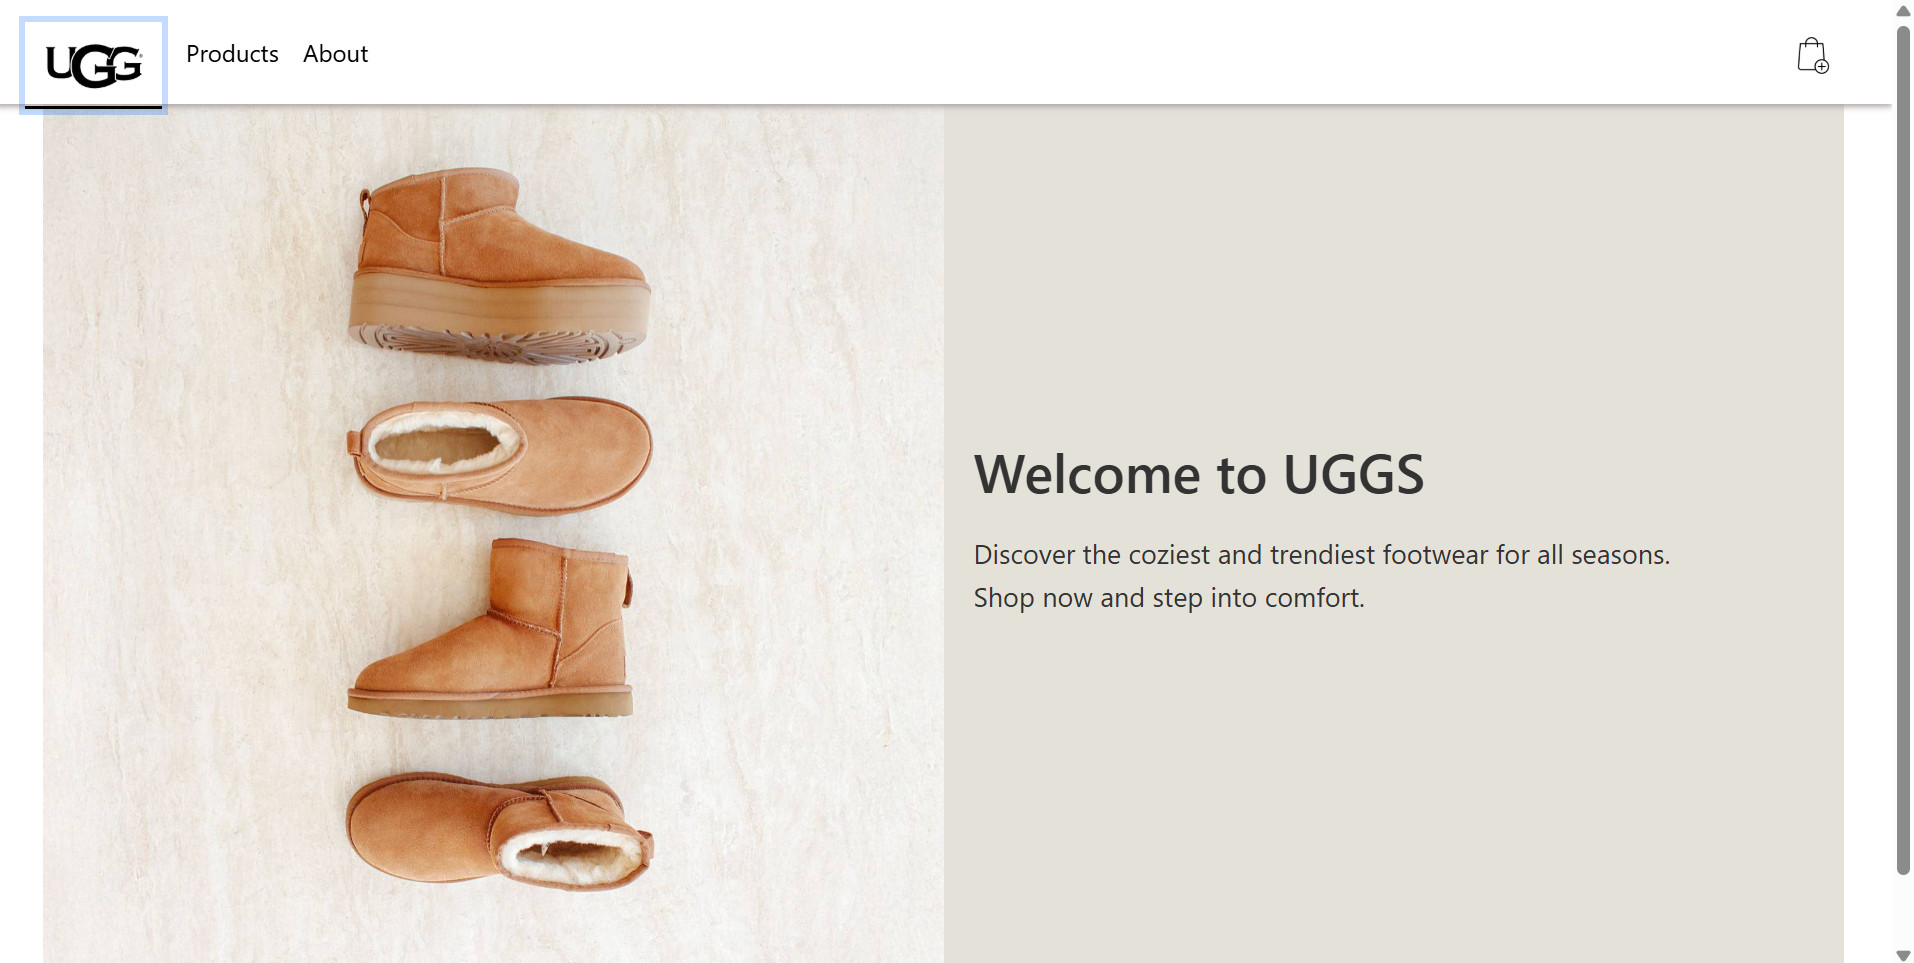 UGG
Products
About
Welcome to UGGS
Discover the coziest and trendiest footwear for all seasons.
Shop now and step into comfort.